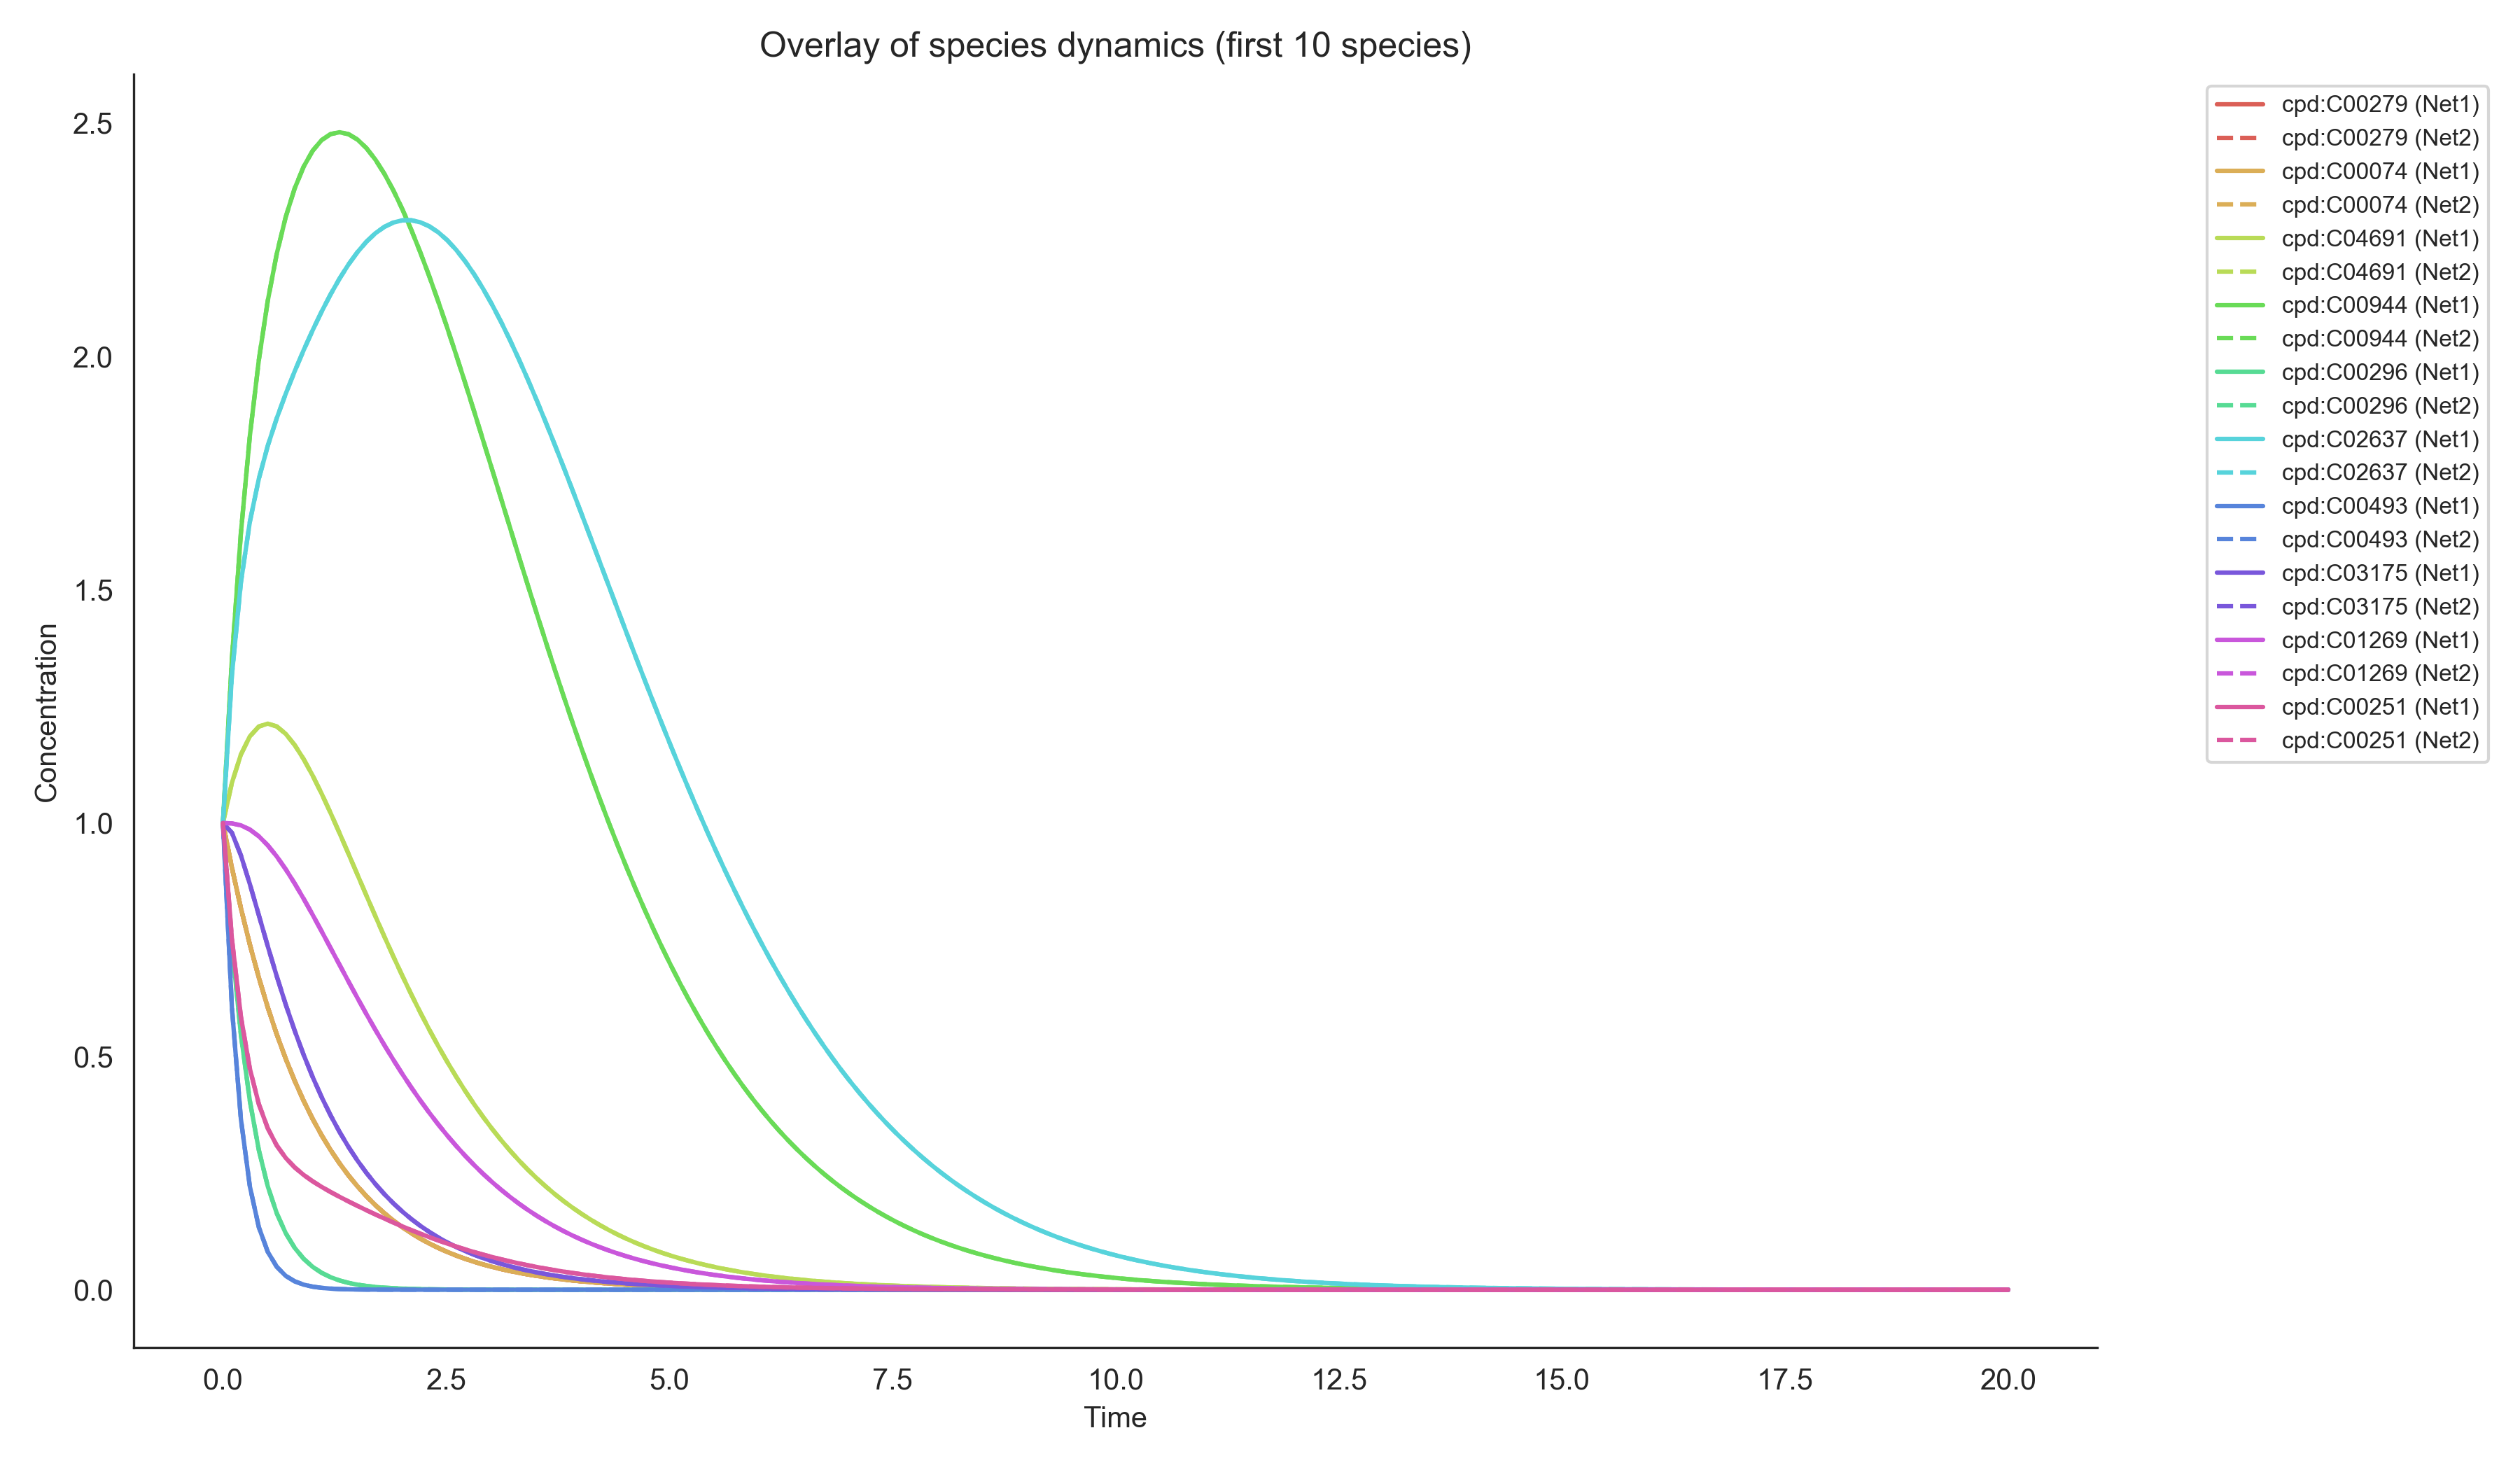 Overlay of species dynamics (first 10 species)
2.5
2.0
1.5
1.0
0.5
0.0
Concentration
0.0 2.5 5.0 7.5 10.0 12.5 15.0 17.5 20.0
Time
cpd:C00279 (Net1)
cpd:C00279 (Net2)
cpd:C00074 (Net1)
cpd:C00074 (Net2)
cpd:C04691 (Net1)
cpd:C04691 (Net2)
cpd:C00944 (Net1)
cpd:C00944 (Net2)
cpd:C00296 (Net1)
cpd:C00296 (Net2)
cpd:C02637 (Net1)
cpd:C02637 (Net2)
cpd:C00493 (Net1)
cpd:C00493 (Net2)
cpd:C03175 (Net1)
cpd:C03175 (Net2)
cpd:C01269 (Net1)
cpd:C01269 (Net2)
cpd:C00251 (Net1)
cpd:C00251 (Net2)